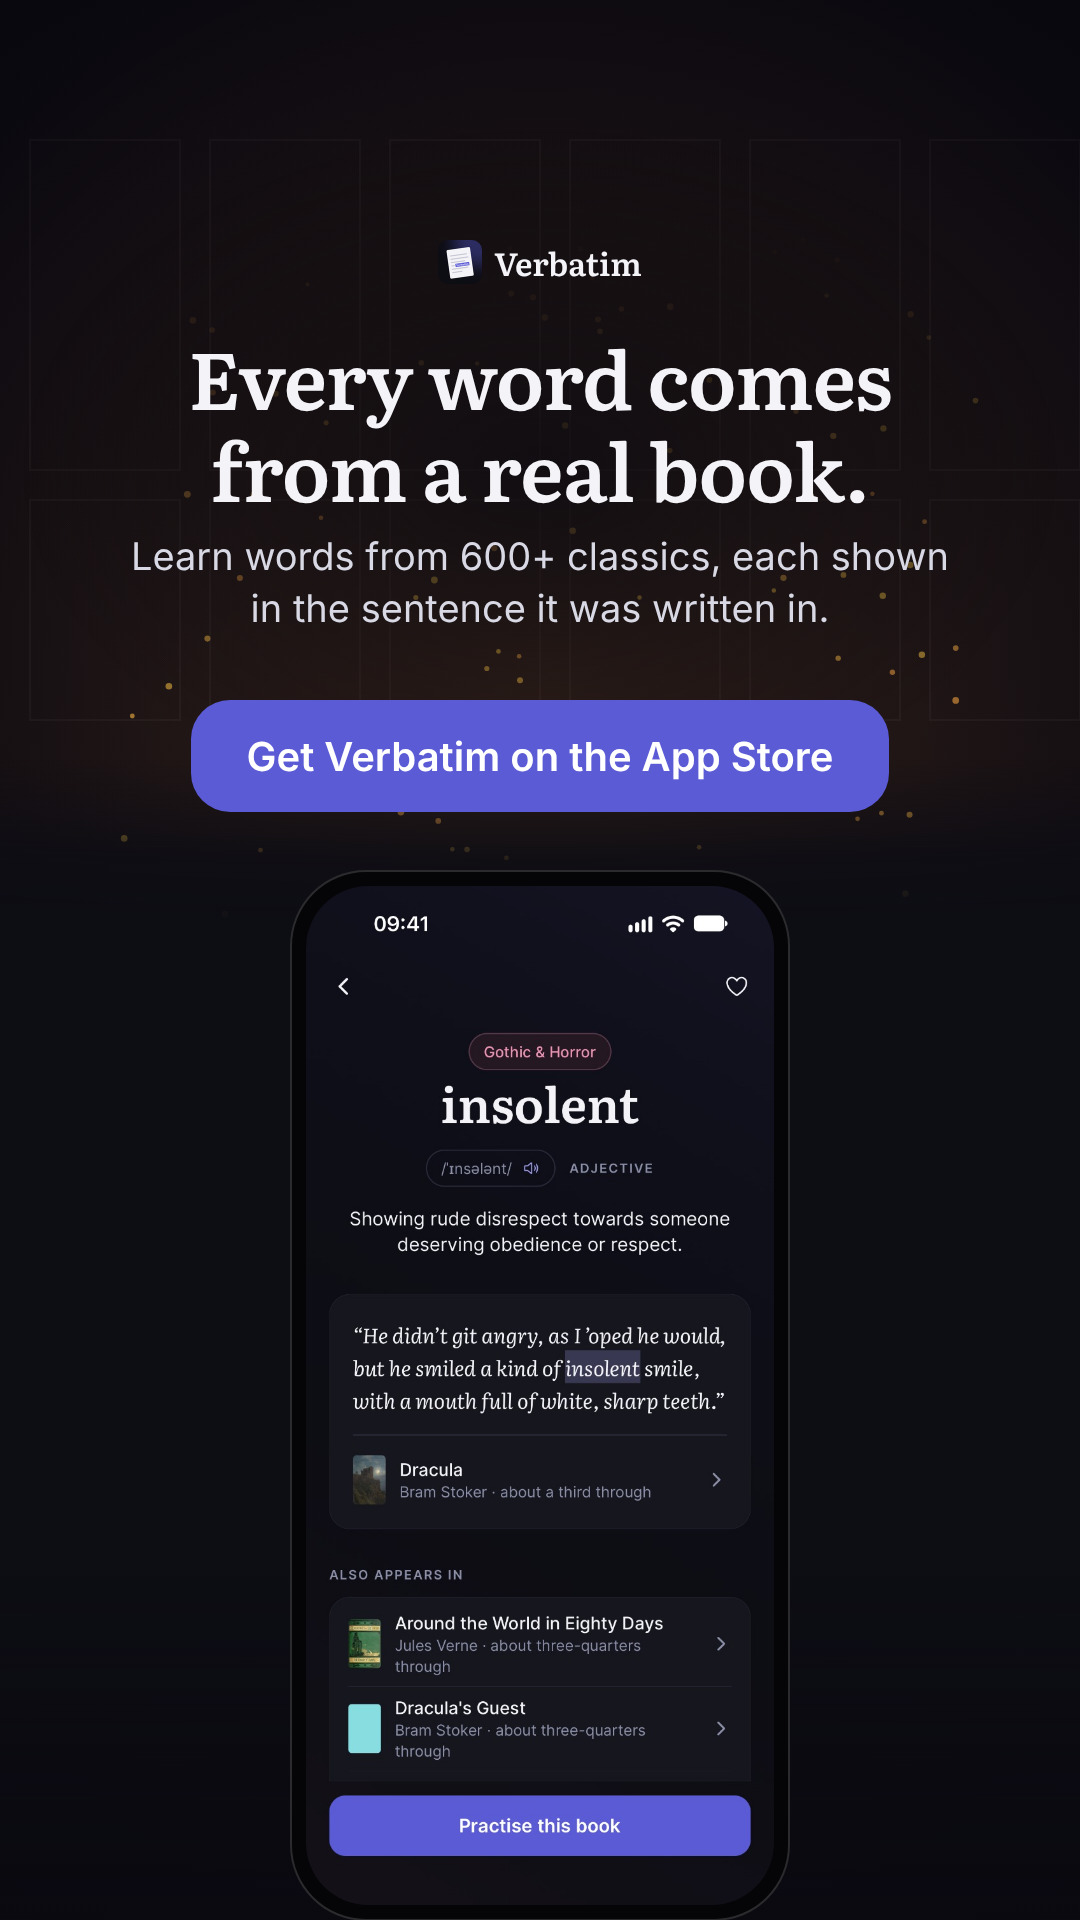 Verbatim
Every word comes
from a real book.
Learn words from 600+ classics, each shown
in the sentence it was written in.
Get Verbatim on the App Store
09:41
Gothic & Horror
insolent
/ˈɪnsələnt/ ADJECTIVE
Showing rude disrespect towards someone
deserving obedience or respect.
“He didn’t git angry, as I ’oped he would,
but he smiled a kind of insolent smile,
with a mouth full of white, sharp teeth.”
Dracula
Bram Stoker · about a third through
ALSO APPEARS IN
Around the World in Eighty Days
Jules Verne · about three-quarters
through
Dracula's Guest
Bram Stoker · about three-quarters
through
Practise this book